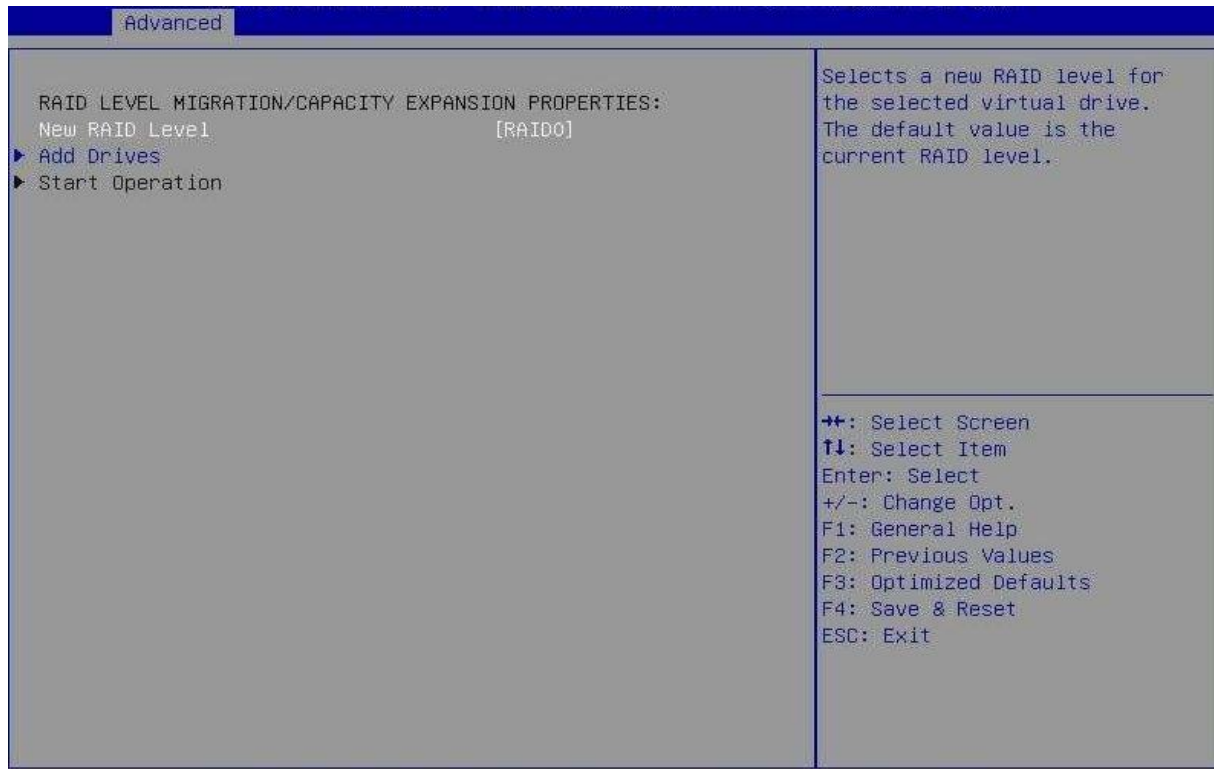 Advanced
RAID LEVEL MIGRATION/CAPACITY EXPANSION PROPERTIES:
New RAID Level [RAID0]
▶ Add Drives
▶ Start Operation
Selects a new RAID level for
the selected virtual drive.
The default value is the
current RAID level.
→←: Select Screen
↑↓: Select Item
Enter: Select
+/-: Change Opt.
F1: General Help
F2: Previous Values
F3: Optimized Defaults
F4: Save & Reset
ESC: Exit